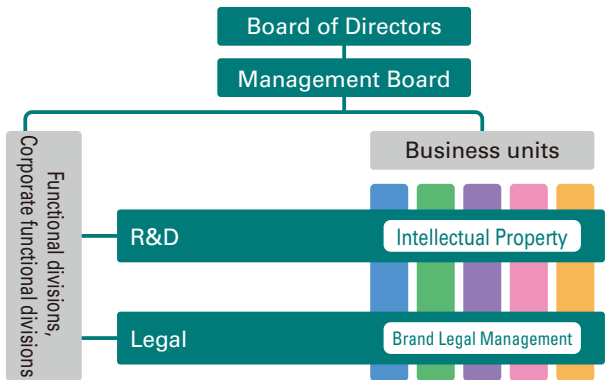 Board of Directors
Management Board
Functional divisions,
Corporate functional divisions
Business units
R&D
Intellectual Property
Legal
Brand Legal Management